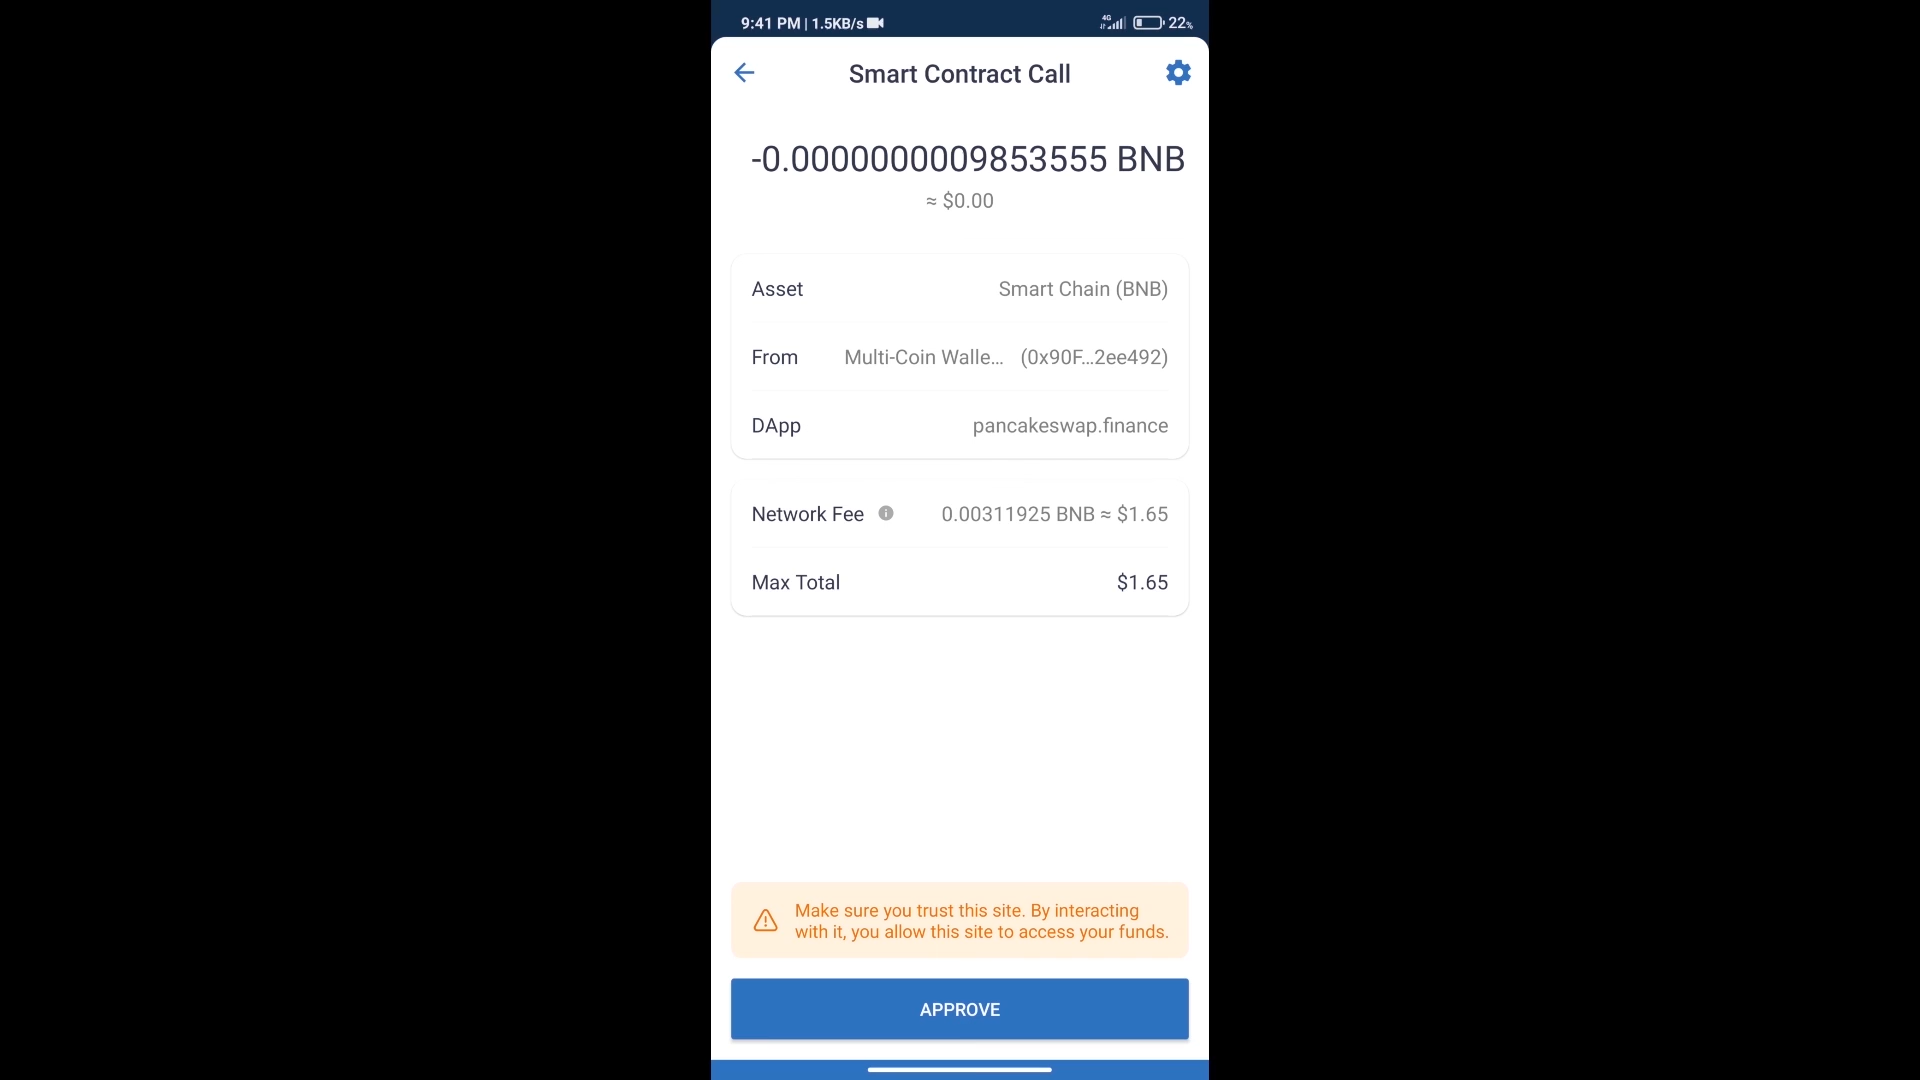 9:41 PM | 1.5KB/s 4G 22%
Smart Contract Call
-0.0000000009853555 BNB
≈ $0.00
Asset Smart Chain (BNB)
From Multi-Coin Walle... (0x90F...2ee492)
DApp pancakeswap.finance
Network Fee 0.00311925 BNB ≈ $1.65
Max Total $1.65
Make sure you trust this site. By interacting
with it, you allow this site to access your funds.
APPROVE